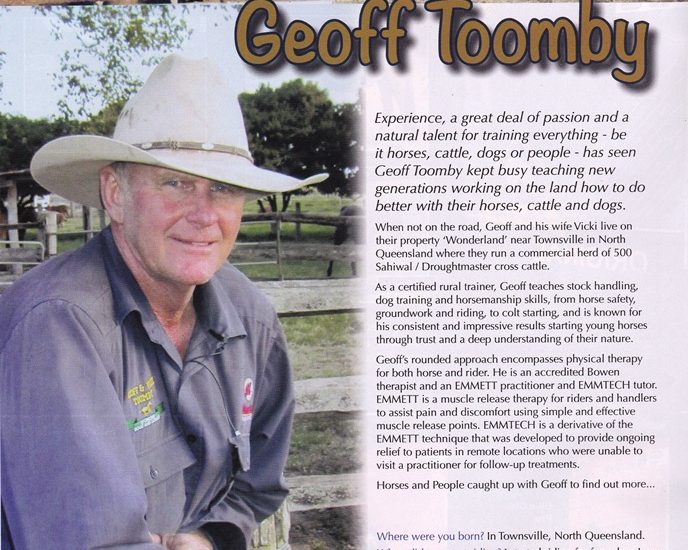 Geoff Toomby
Experience, a great deal of passion and a
natural talent for training everything - be
it horses, cattle, dogs or people - has seen
Geoff Toomby kept busy teaching new
generations working on the land how to do
better with their horses, cattle and dogs.
When not on the road, Geoff and his wife Vicki live on
their property ‘Wonderland’ near Townsville in North
Queensland where they run a commercial herd of 500
Sahiwal / Droughtmaster cross cattle.
As a certified rural trainer, Geoff teaches stock handling,
dog training and horsemanship skills, from horse safety,
groundwork and riding, to colt starting, and is known for
his consistent and impressive results starting young horses
through trust and a deep understanding of their nature.
Geoff’s rounded approach encompasses physical therapy
for both horse and rider. He is an accredited Bowen
therapist and an EMMETT practitioner and EMMTECH tutor.
EMMETT is a muscle release therapy for riders and handlers
to assist pain and discomfort using simple and effective
muscle release points. EMMTECH is a derivative of the
EMMETT technique that was developed to provide ongoing
relief to patients in remote locations who were unable to
visit a practitioner for follow-up treatments.
Horses and People caught up with Geoff to find out more...
Where were you born? In Townsville, North Queensland.